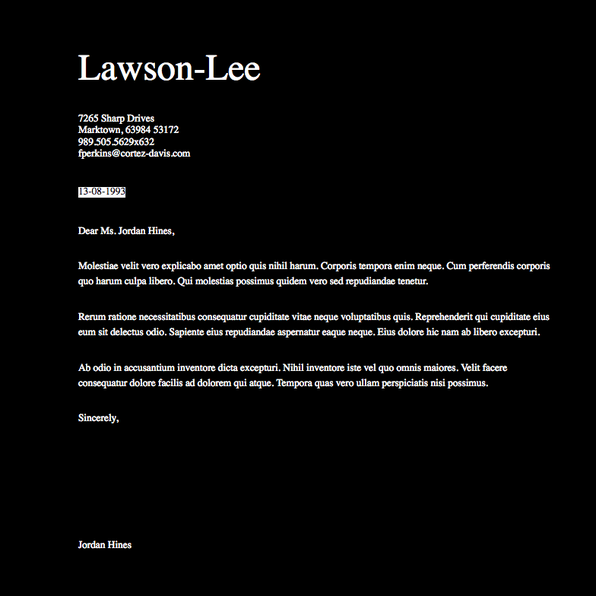 Lawson-Lee
7265 Sharp Drives
Marktown, 63984 53172
989.505.5629x632
fperkins@cortez-davis.com
13-08-1993
Dear Ms. Jordan Hines,
Molestiae velit vero explicabo amet optio quis nihil harum. Corporis tempora enim neque. Cum perferendis corporis
quo harum culpa libero. Qui molestias possimus quidem vero sed repudiandae tenetur.
Rerum ratione necessitatibus consequatur cupiditate vitae neque voluptatibus quis. Reprehenderit qui cupiditate eius
eum sit delectus odio. Sapiente eius repudiandae aspernatur eaque neque. Eius dolore hic nam ab libero excepturi.
Ab odio in accusantium inventore dicta excepturi. Nihil inventore iste vel quo omnis maiores. Velit facere
consequatur dolore facilis ad dolorem qui atque. Tempora quas vero ullam perspiciatis nisi possimus.
Sincerely,
Jordan Hines